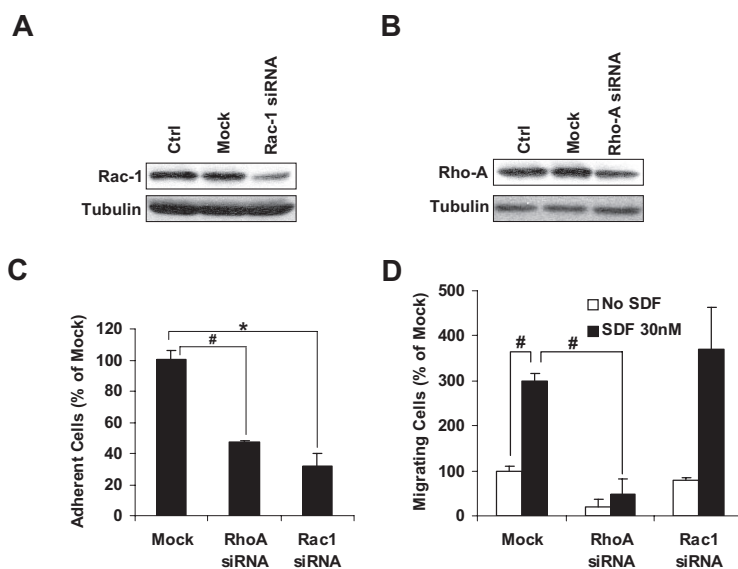 A
Ctrl
Mock
Rac-1 siRNA
Rac-1
Tubulin
B
Ctrl
Mock
Rho-A siRNA
Rho-A
Tubulin
C
Adherent Cells (% of Mock)
120
100
80
60
40
20
0
*
#
Mock
RhoA
siRNA
Rac1
siRNA
D
Migrating Cells (% of Mock)
500
400
300
200
100
0
No SDF
SDF 30nM
#
#
Mock
RhoA
siRNA
Rac1
siRNA